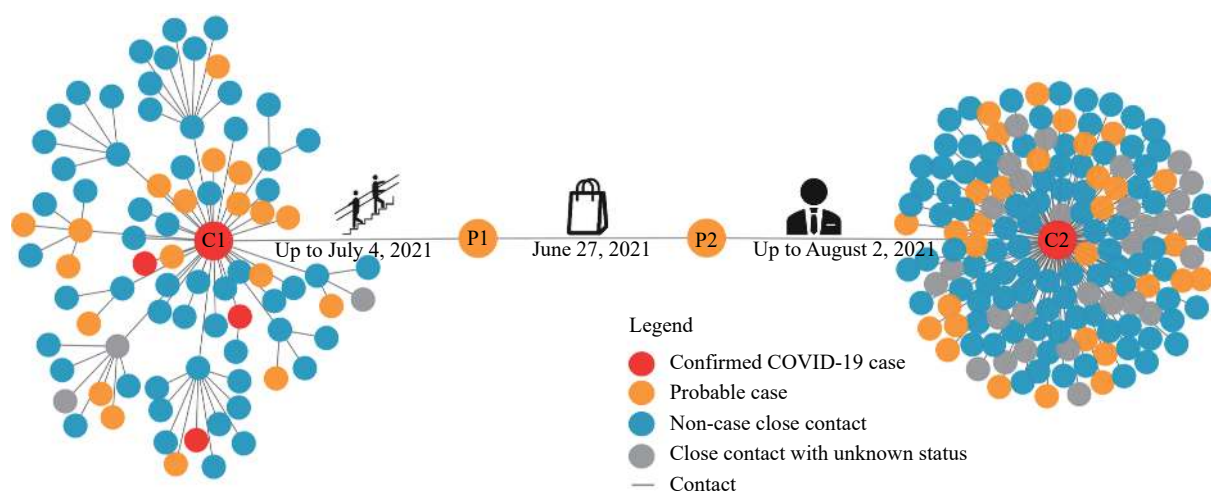 C1
Up to July 4, 2021
P1
June 27, 2021
P2
Up to August 2, 2021
C2
Legend
Confirmed COVID-19 case
Probable case
Non-case close contact
Close contact with unknown status
Contact